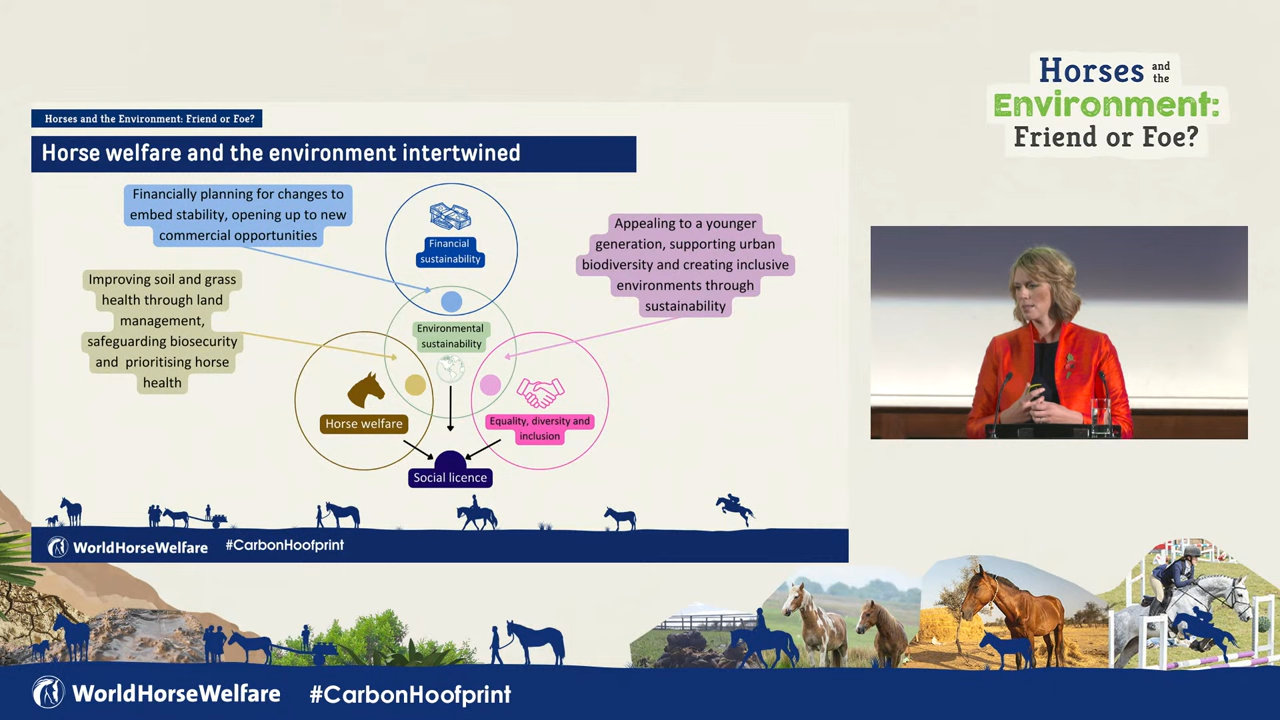 Horses and the Environment: Friend or Foe?
Horse welfare and the environment intertwined
Financially planning for changes to
embed stability, opening up to new
commercial opportunities
Improving soil and grass
health through land
management,
safeguarding biosecurity
and prioritising horse
health
Financial
sustainability
Environmental
sustainability
Horse welfare
Equality, diversity and
inclusion
Social licence
Appealing to a younger
generation, supporting urban
biodiversity and creating inclusive
environments through
sustainability
WorldHorseWelfare #CarbonHoofprint
Horses and
the
Environment:
Friend or Foe?
WorldHorseWelfare #CarbonHoofprint